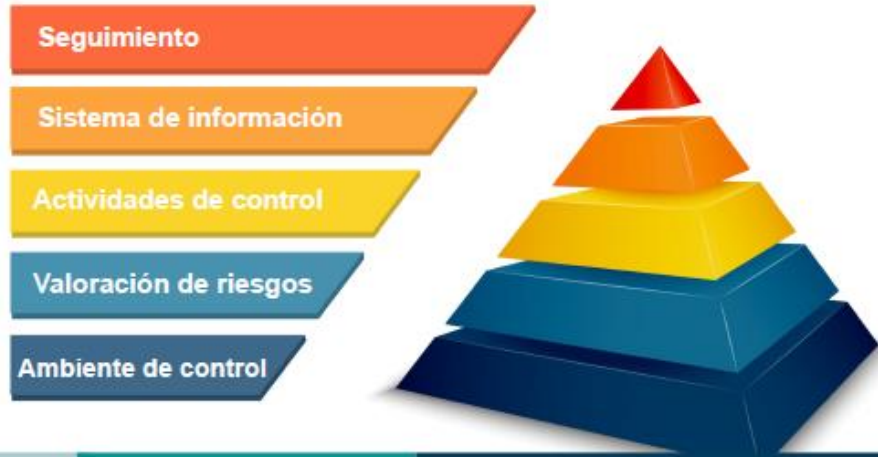 Seguimiento
Sistema de información
Actividades de control
Valoración de riesgos
Ambiente de control